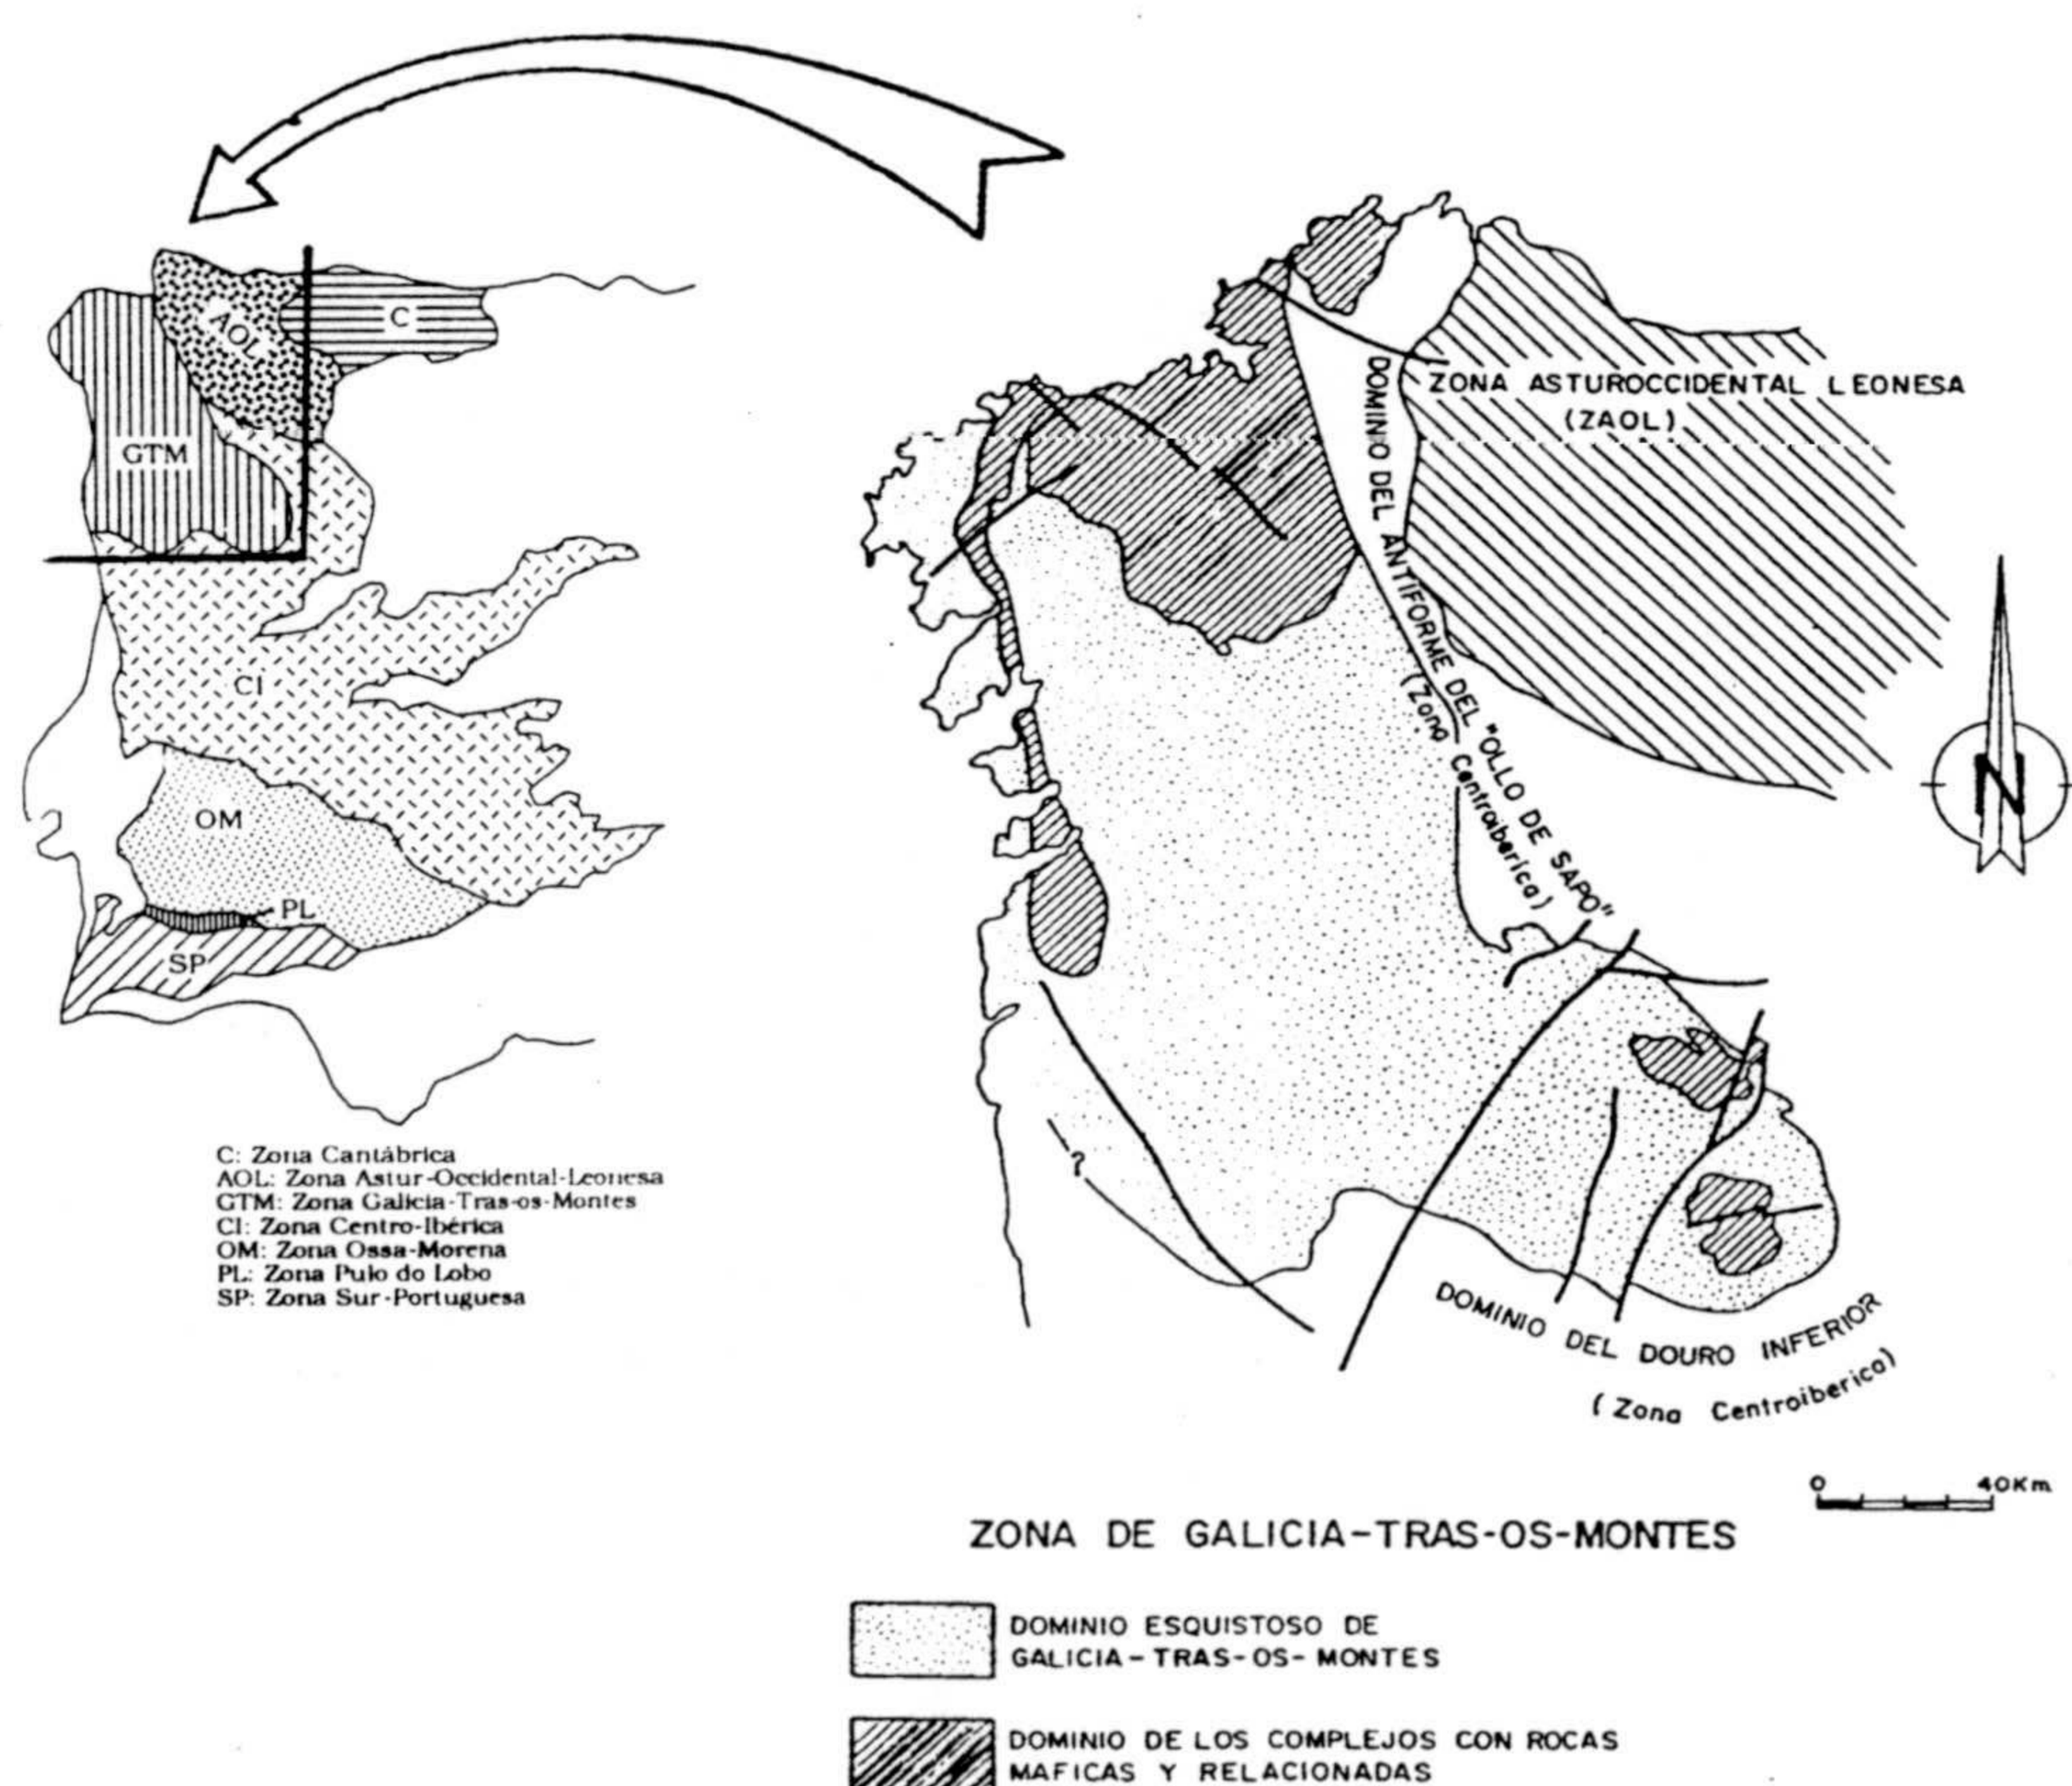 AOL
C
GTM
CI
OM
PL
SP
C: Zona Cantábrica
AOL: Zona Astur-Occidental-Leonesa
GTM: Zona Galicia-Tras-os-Montes
CI: Zona Centro-Ibérica
OM: Zona Ossa-Morena
PL: Zona Pulo do Lobo
SP: Zona Sur-Portuguesa
ZONA ASTUROCCIDENTAL LEONESA
(ZAOL)
DOMINIO DEL ANTIFORME DEL "OLLO DE SAPO"
(Zona Centroiberica)
N
?
DOMINIO DEL DOURO INFERIOR
(Zona Centroiberica)
0 40Km
ZONA DE GALICIA-TRAS-OS-MONTES
DOMINIO ESQUISTOSO DE
GALICIA-TRAS-OS-MONTES
DOMINIO DE LOS COMPLEJOS CON ROCAS
MAFICAS Y RELACIONADAS